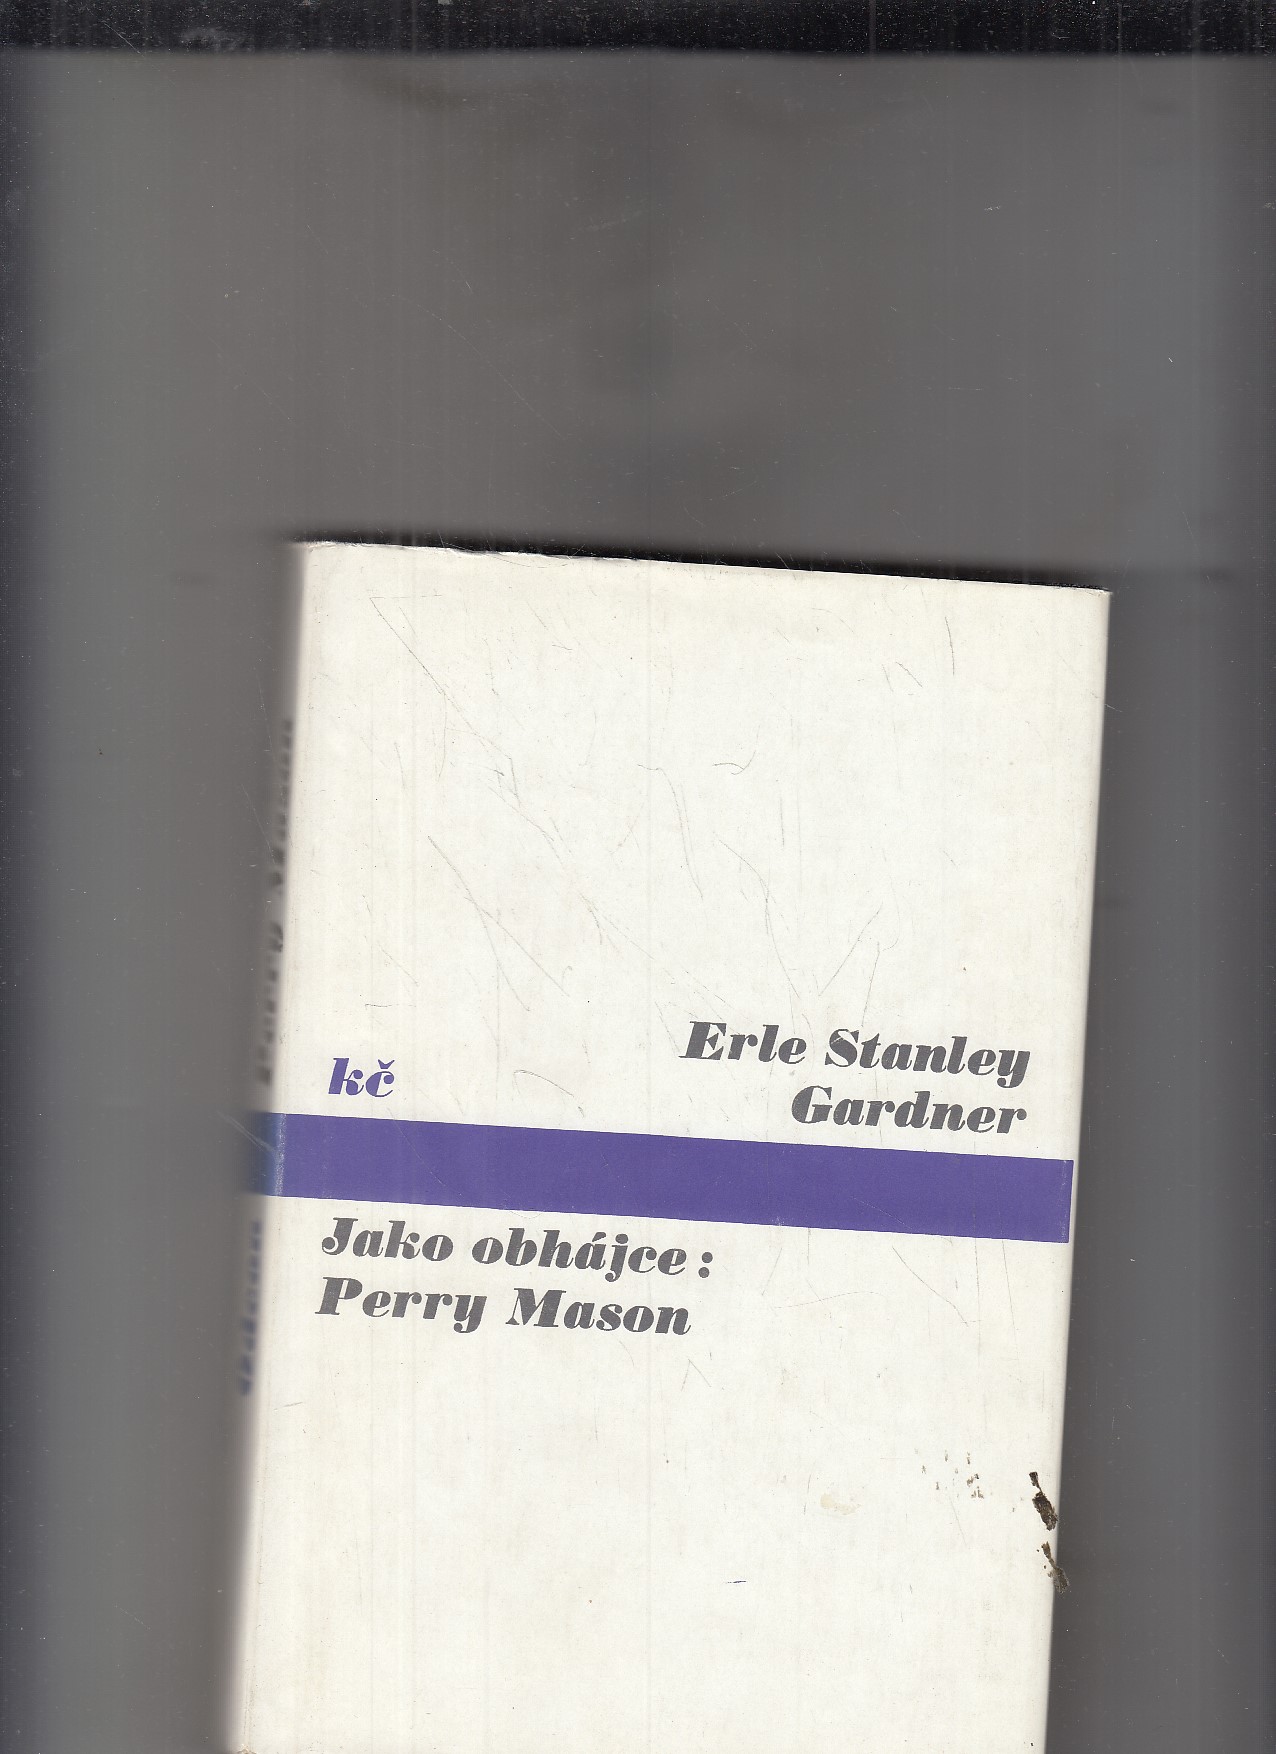 Erle Stanley
Gardner
kč
Jako obhájce:
Perry Mason